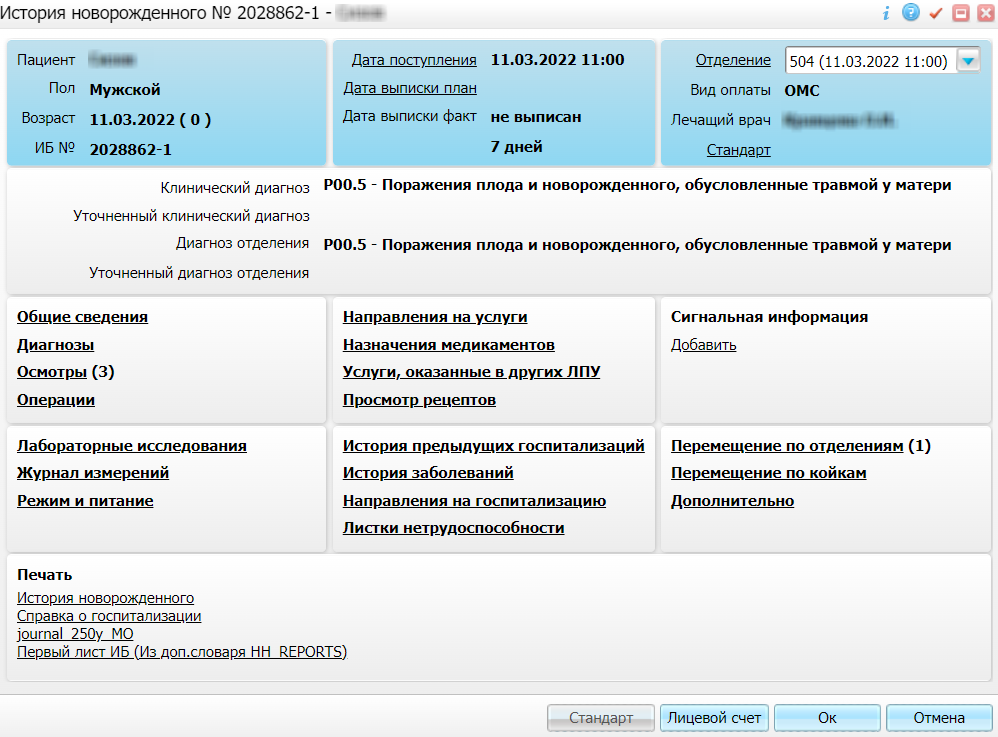 История новорожденного № 2028862-1 -
Пациент
Пол Мужской
Возраст 11.03.2022 ( 0 )
ИБ № 2028862-1
Дата поступления 11.03.2022 11:00
Дата выписки план
Дата выписки факт не выписан
7 дней
Отделение 504 (11.03.2022 11:00)
Вид оплаты ОМС
Лечащий врач
Стандарт
Клинический диагноз P00.5 - Поражения плода и новорожденного, обусловленные травмой у матери
Уточненный клинический диагноз
Диагноз отделения P00.5 - Поражения плода и новорожденного, обусловленные травмой у матери
Уточненный диагноз отделения
Общие сведения
Диагнозы
Осмотры (3)
Операции
Направления на услуги
Назначения медикаментов
Услуги, оказанные в других ЛПУ
Просмотр рецептов
Сигнальная информация
Добавить
Лабораторные исследования
Журнал измерений
Режим и питание
История предыдущих госпитализаций
История заболеваний
Направления на госпитализацию
Листки нетрудоспособности
Перемещение по отделениям (1)
Перемещение по койкам
Дополнительно
Печать
История новорожденного
Справка о госпитализации
journal_250y_MO
Первый лист ИБ (Из доп.словаря HH_REPORTS)
Стандарт Лицевой счет Ок Отмена